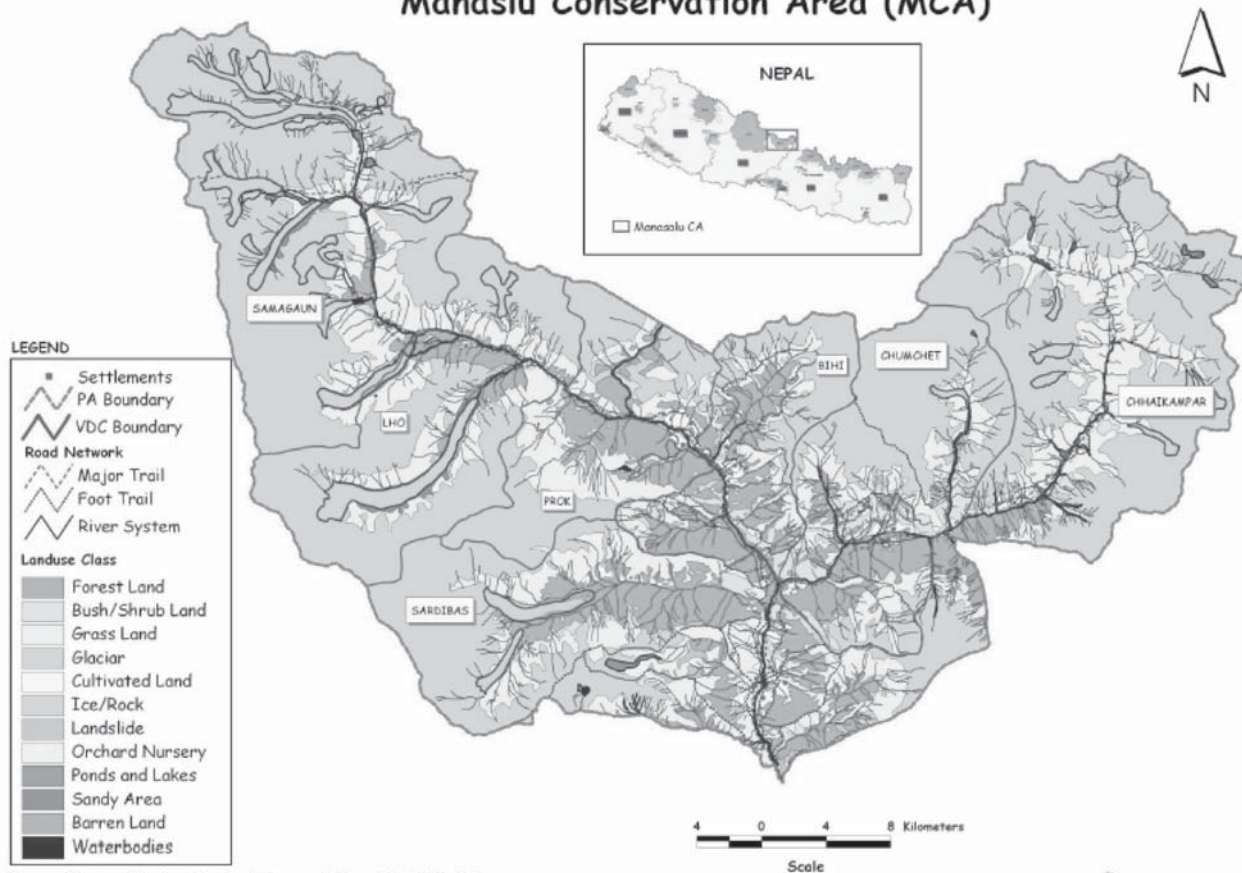 Manaslu Conservation Area (MCA)
N
NEPAL
Manasalu CA
SAMAGAUN
BIHI
CHUMCHET
CHHAIKAMPAR
LHO
PROK
SARDIBAS
LEGEND
Settlements
PA Boundary
VDC Boundary
Road Network
Major Trail
Foot Trail
River System
Landuse Class
Forest Land
Bush/Shrub Land
Grass Land
Glaciar
Cultivated Land
Ice/Rock
Landslide
Orchard Nursery
Ponds and Lakes
Sandy Area
Barren Land
Waterbodies
4 0 4 8 Kilometers
Scale